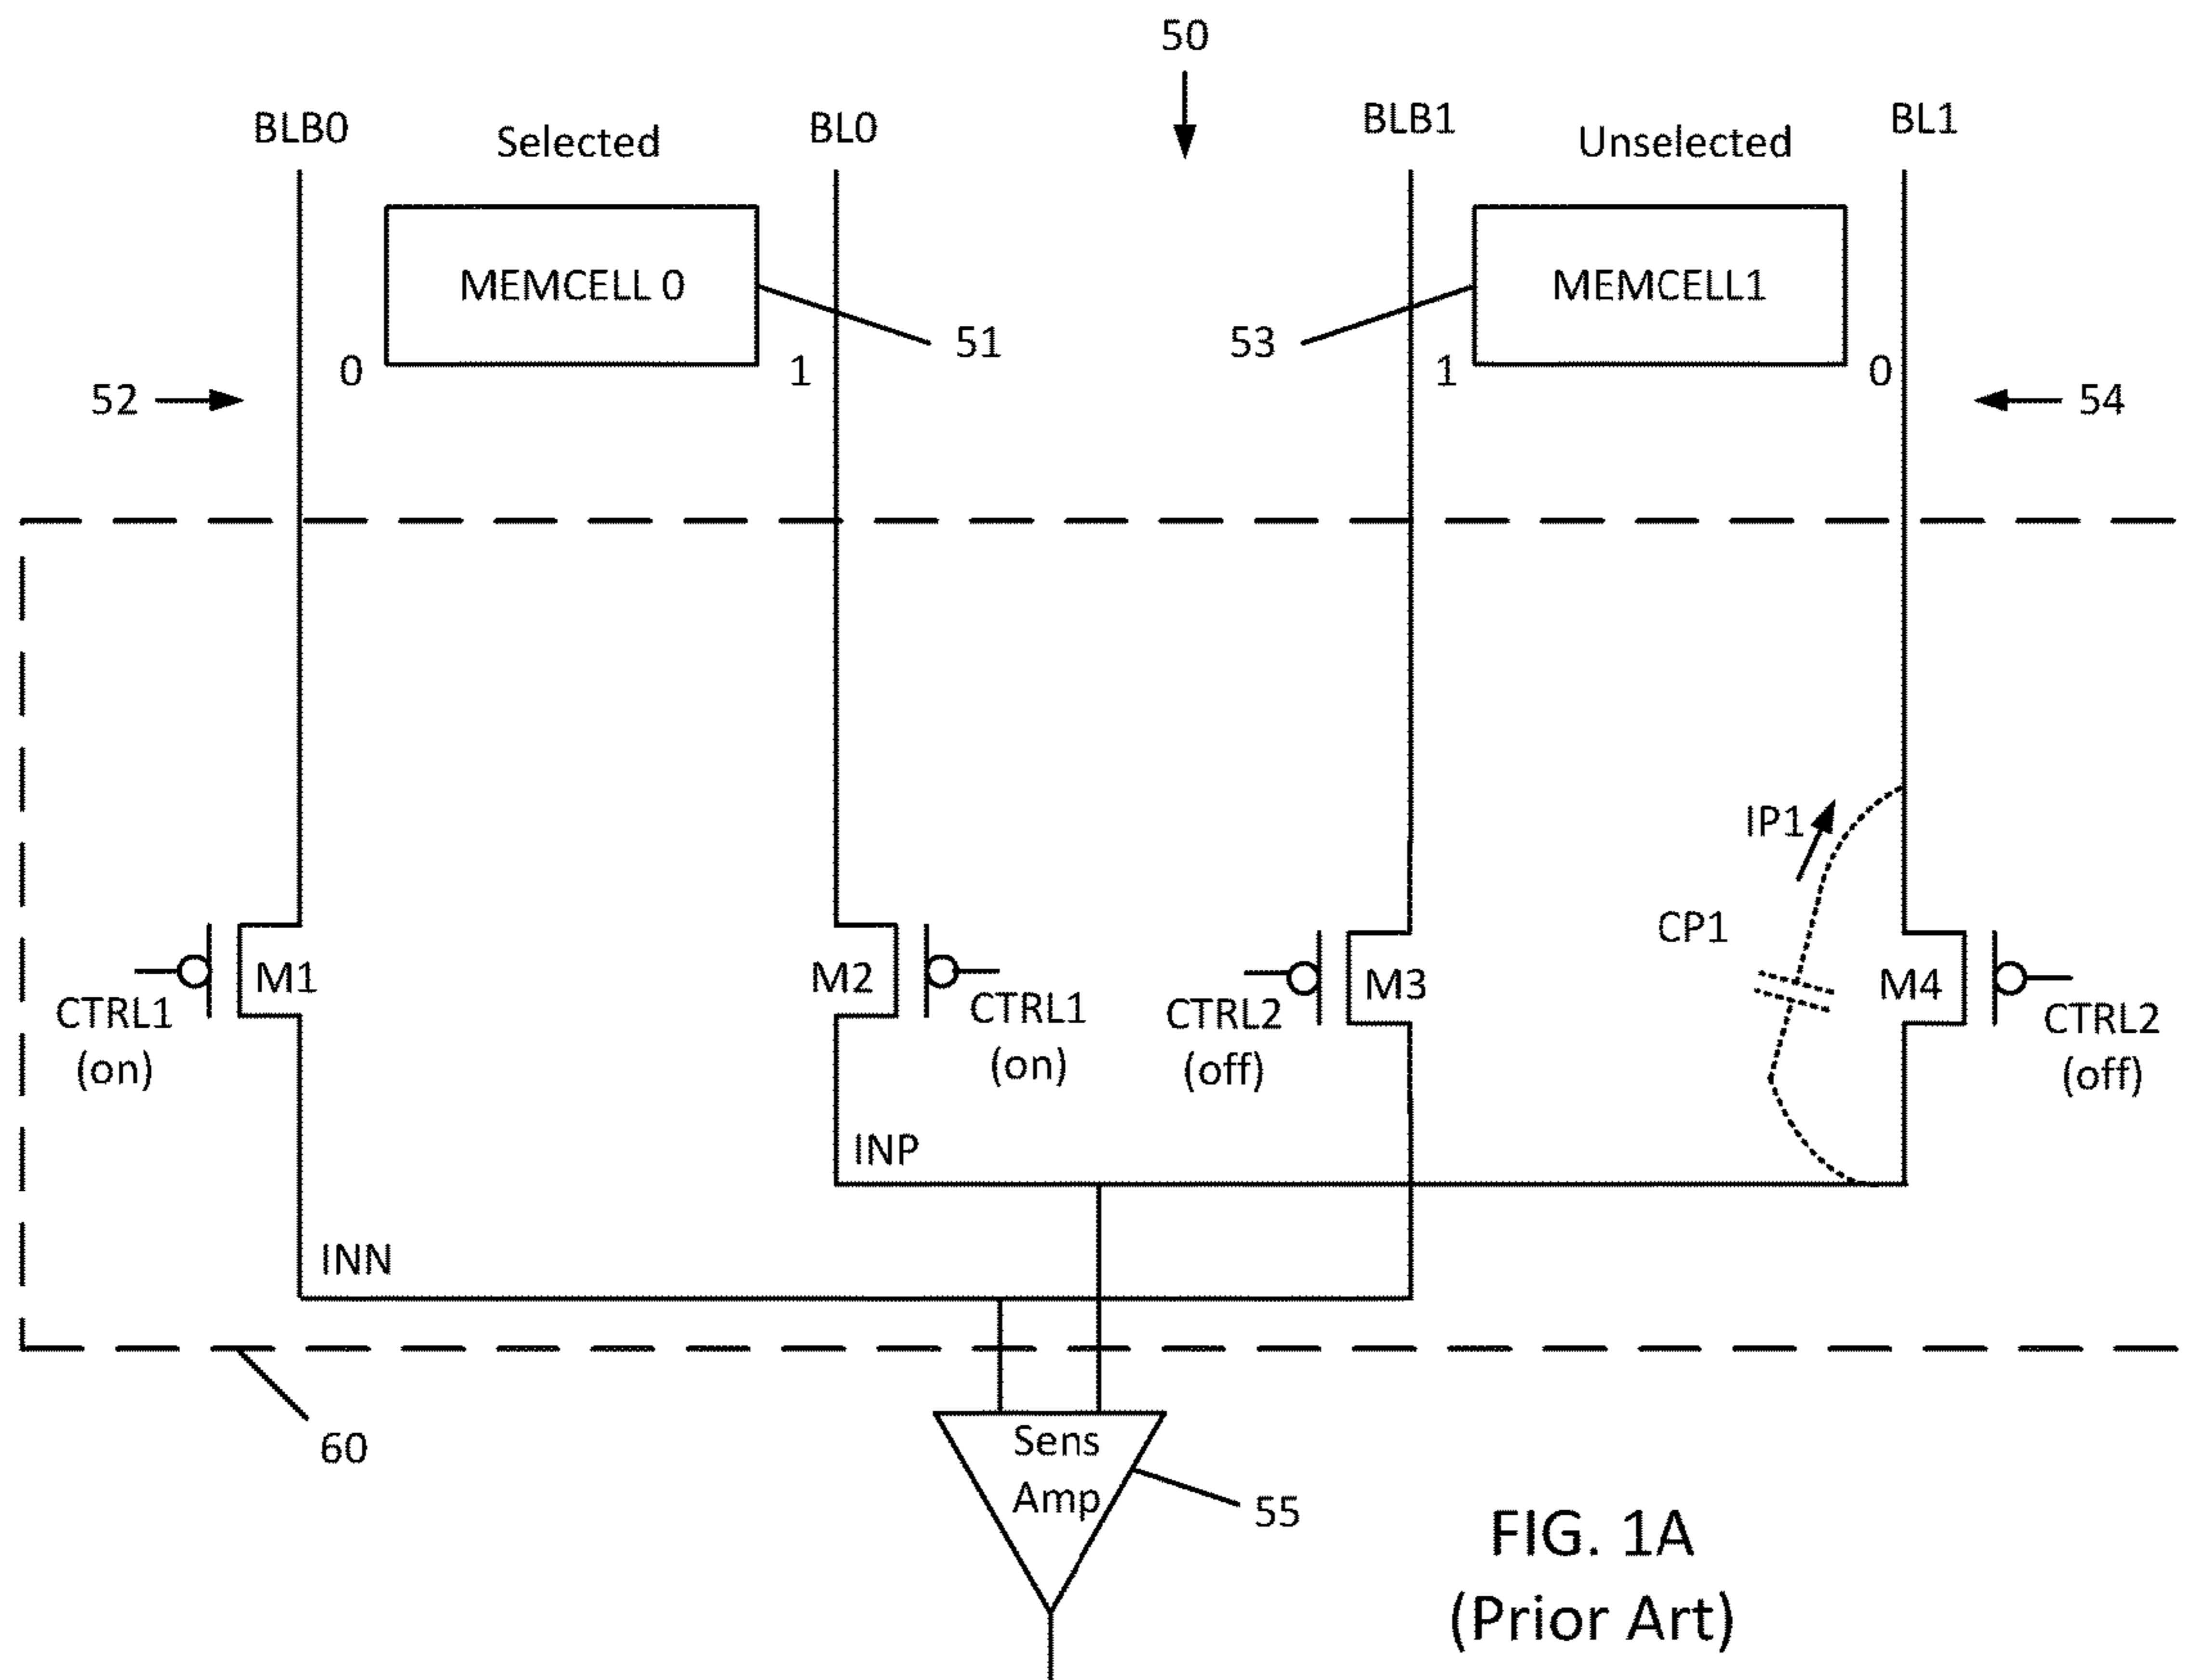 50
BLB0
Selected
BL0
BLB1
Unselected
BL1
MEMCELL 0
MEMCELL1
51
53
0
1
1
0
52
54
IP1
CP1
M1
M2
M3
M4
CTRL1
(on)
CTRL1
(on)
CTRL2
(off)
CTRL2
(off)
INP
INN
60
Sens
Amp
55
FIG. 1A
(Prior Art)